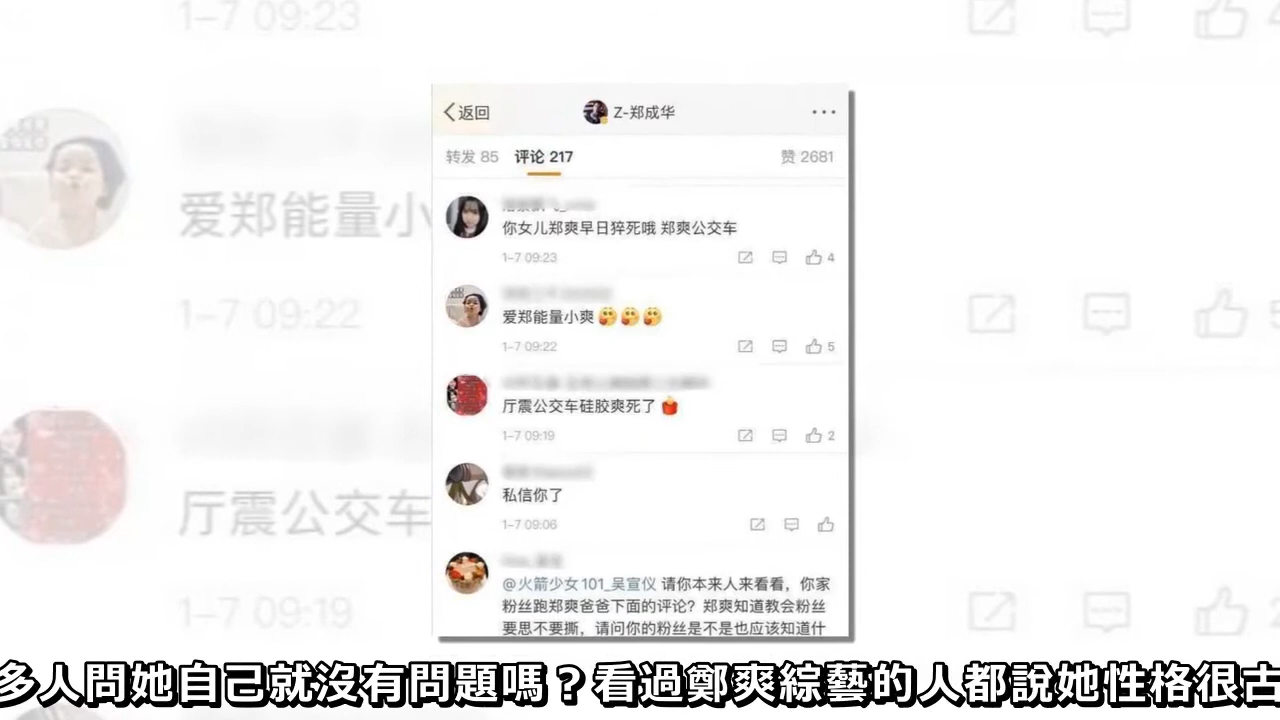 1-7 09:23
返回
Z-郑成华
转发 85 评论 217
赞 2681
你女儿郑爽早日猝死哦 郑爽公交车
1-7 09:23
4
爱郑能量小爽
1-7 09:22
5
厅震公交车硅胶爽死了
1-7 09:19
2
私信你了
1-7 09:06
@火箭少女101_吴宣仪 请你本来人来看看，你家
粉丝跑郑爽爸爸下面的评论？郑爽知道教会粉丝
要思不要撕，请问你的粉丝是不是也应该知道什
爱郑能量小
1-7 09:22
厅震公交车
1-7 09:19
多人問她自己就沒有問題嗎？看過鄭爽綜藝的人都說她性格很古